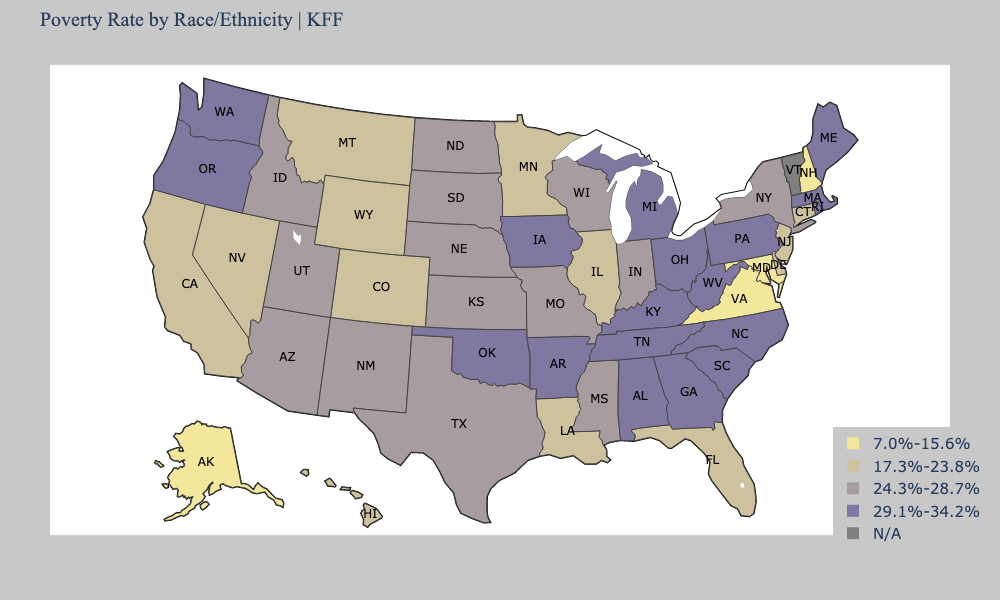 Poverty Rate by Race/Ethnicity | KFF
WA
ME
MT
ND
VT
NH
MN
OR
ID
WI
SD
NY
MA
MI
RI
CT
WY
PA
IA
NJ
NE
NV
OH
DE
MD
UT
IL
IN
CA
WV
CO
VA
KS
MO
KY
NC
TN
OK
AZ
AR
NM
SC
GA
AL
MS
TX
LA
FL
AK
HI
7.0%-15.6%
17.3%-23.8%
24.3%-28.7%
29.1%-34.2%
N/A